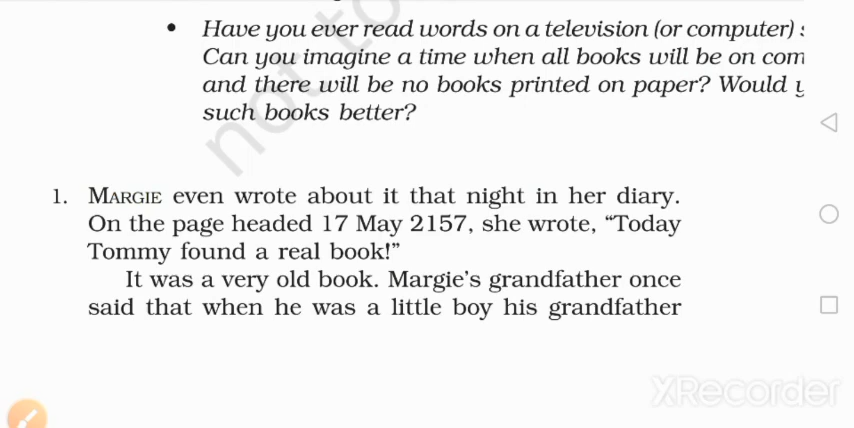 • Have you ever read words on a television (or computer)
Can you imagine a time when all books will be on com
and there will be no books printed on paper? Would y
such books better?
not to
1. MARGIE even wrote about it that night in her diary.
On the page headed 17 May 2157, she wrote, “Today
Tommy found a real book!”
It was a very old book. Margie’s grandfather once
said that when he was a little boy his grandfather
XRecorder